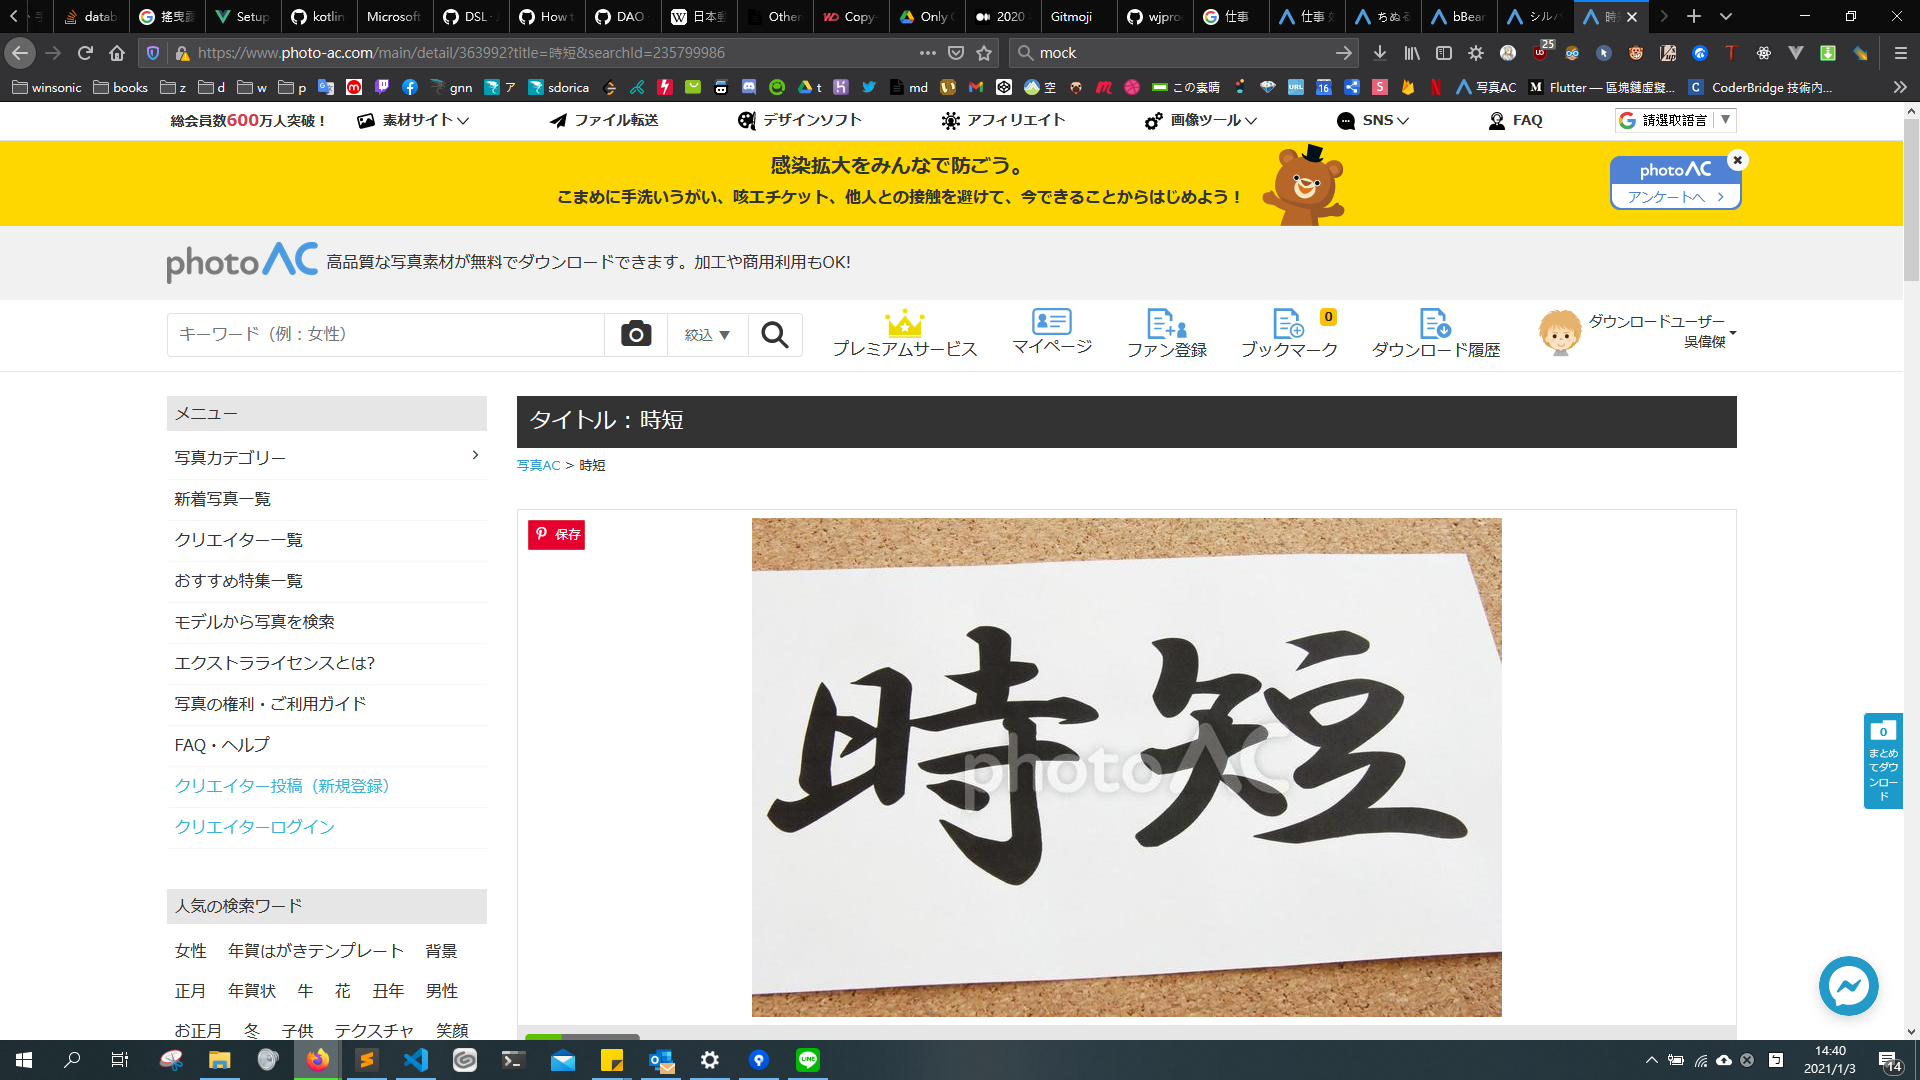 datab
搖曳露
Setup
kotlin
Microsoft
DSL ·
How t
DAO
日本動
Other
Copy-
Only
2020
Gitmoji
wjpro
仕事
仕事
ちぬる
bBear
シルバ
https://www.photo-ac.com/main/detail/363992?title=時短&searchId=235799986
mock
25
winsonic books z d w p gnn ア sdorica t md 空 この素晴 写真AC Flutter — 區塊鏈虛擬... CoderBridge 技術內...
総会員数600万人突破！ 素材サイト ファイル転送 デザインソフト アフィリエイト 画像ツール SNS FAQ 請選取語言 ▼
感染拡大をみんなで防ごう。
こまめに手洗いうがい、咳エチケット、他人との接触を避けて、今できることからはじめよう！
photoAC
アンケートへ
photoAC 高品質な写真素材が無料でダウンロードできます。加工や商用利用もOK!
キーワード（例：女性）
絞込 ▼
プレミアムサービス
マイページ
ファン登録
0
ブックマーク
ダウンロード履歴
ダウンロードユーザー
吳偉傑
メニュー
写真カテゴリー
新着写真一覧
クリエイター一覧
おすすめ特集一覧
モデルから写真を検索
エクストラライセンスとは?
写真の権利・ご利用ガイド
FAQ・ヘルプ
クリエイター投稿（新規登録）
クリエイターログイン
人気の検索ワード
女性 年賀はがきテンプレート 背景
正月 年賀状 牛 花 丑年 男性
お正月 冬 子供 テクスチャ 笑顔
タイトル：時短
写真AC > 時短
保存
時短
photoAC
0
まとめ
てダウ
ンロー
ド
14:40
2021/1/3
14